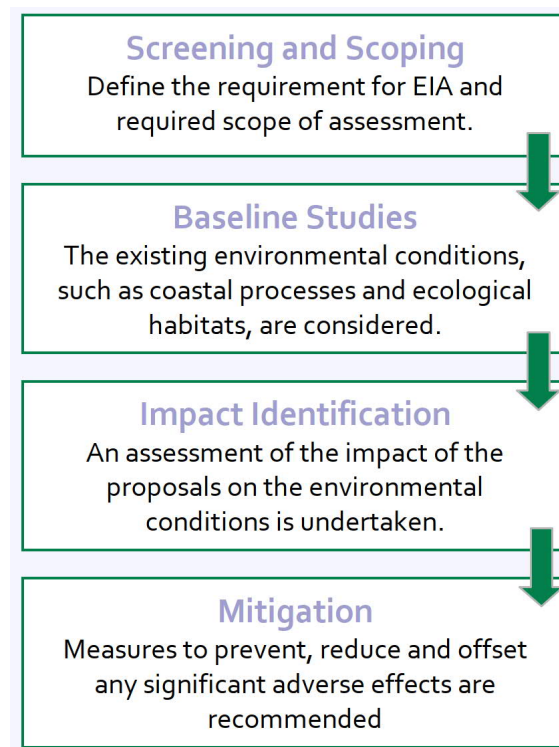 Screening and Scoping
Define the requirement for EIA and
required scope of assessment.
Baseline Studies
The existing environmental conditions,
such as coastal processes and ecological
habitats, are considered.
Impact Identification
An assessment of the impact of the
proposals on the environmental
conditions is undertaken.
Mitigation
Measures to prevent, reduce and offset
any significant adverse effects are
recommended